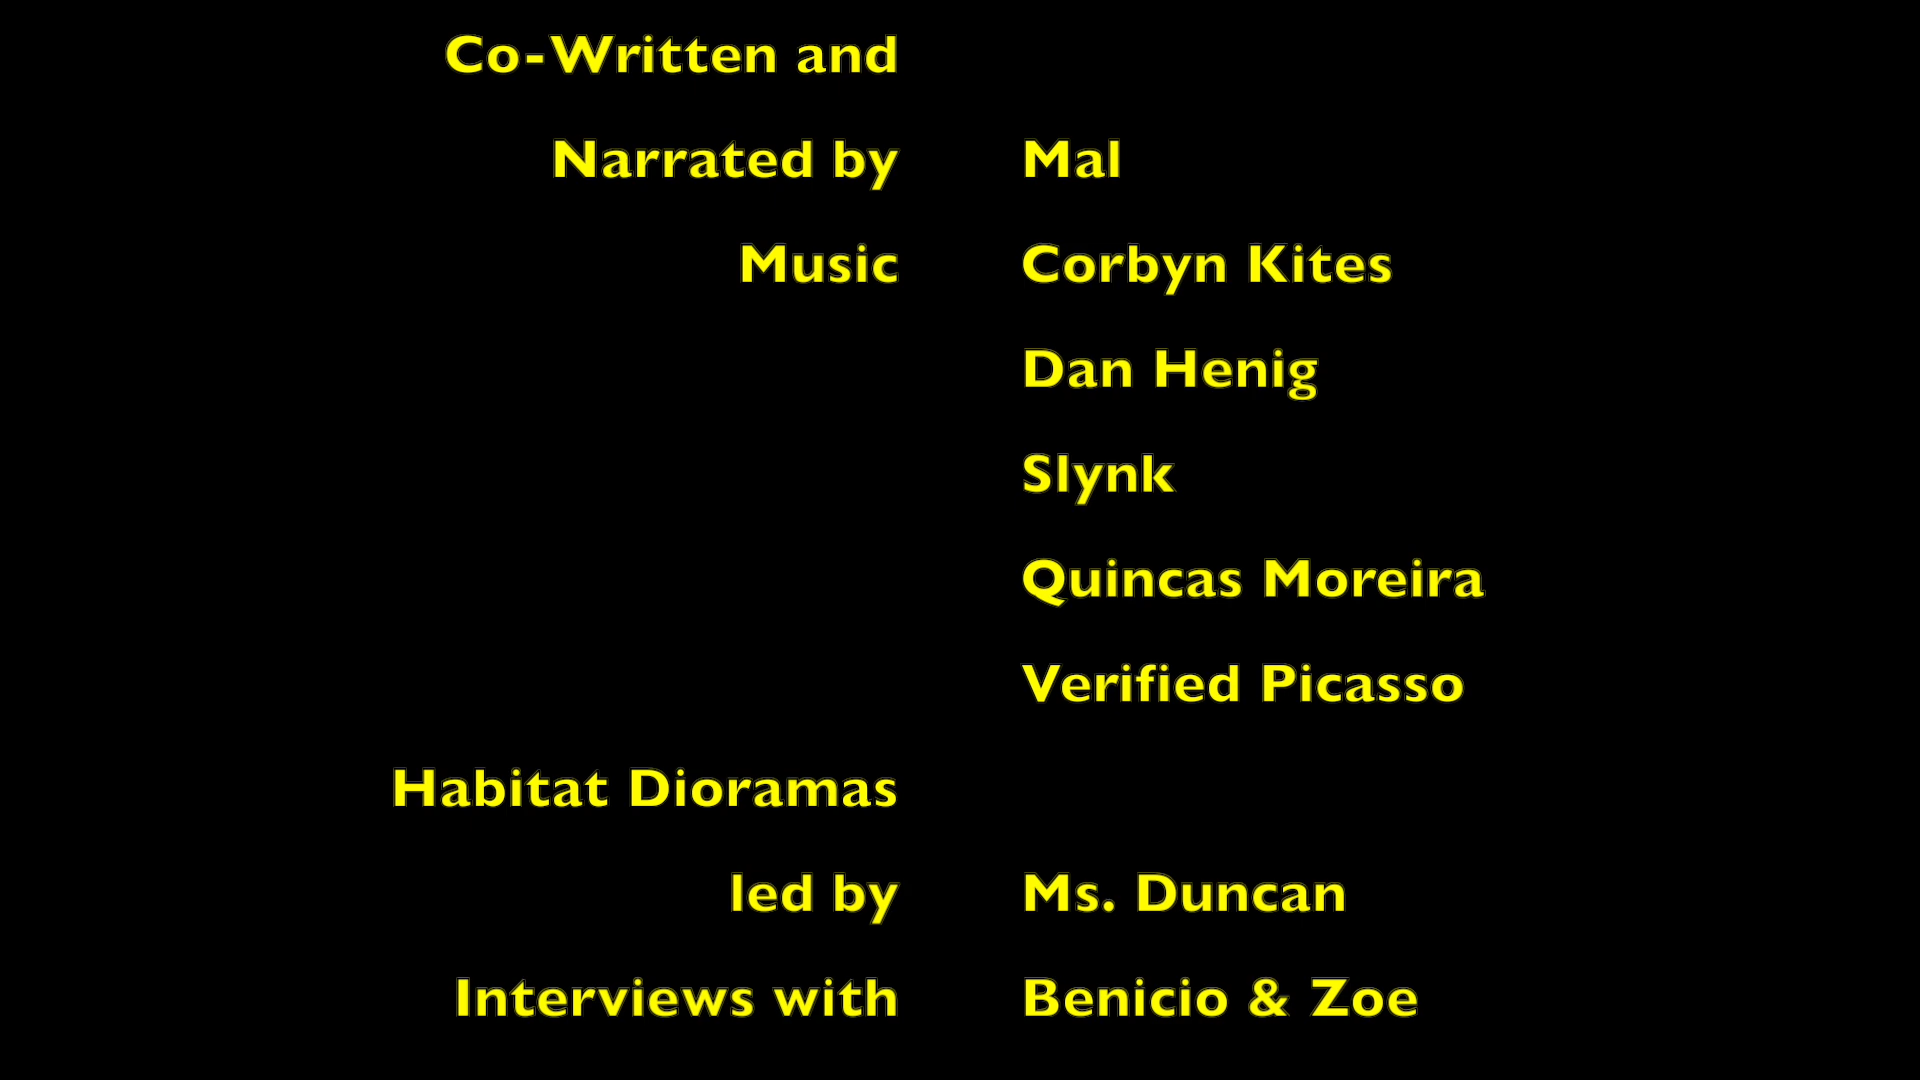 Co-Written and
Narrated by Mal
Music Corbyn Kites
Dan Henig
Slynk
Quincas Moreira
Verified Picasso
Habitat Dioramas
led by Ms. Duncan
Interviews with Benicio & Zoe